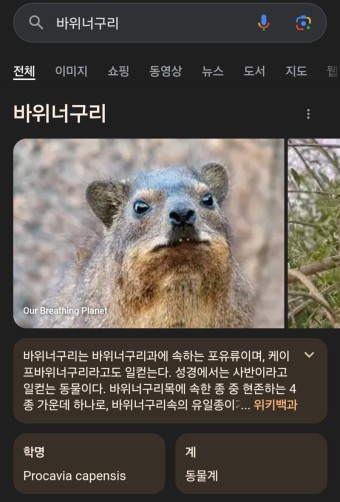 바위너구리
전체 이미지 쇼핑 동영상 뉴스 도서 지도 웹
바위너구리
Our Breathing Planet
바위너구리는 바위너구리과에 속하는 포유류이며, 케이
프바위너구리라고도 일컫는다. 성경에서는 사반이라고
일컫는 동물이다. 바위너구리목에 속한 종 중 현존하는 4
종 가운데 하나로, 바위너구리속의 유일종이... 위키백과
학명 계
Procavia capensis 동물계